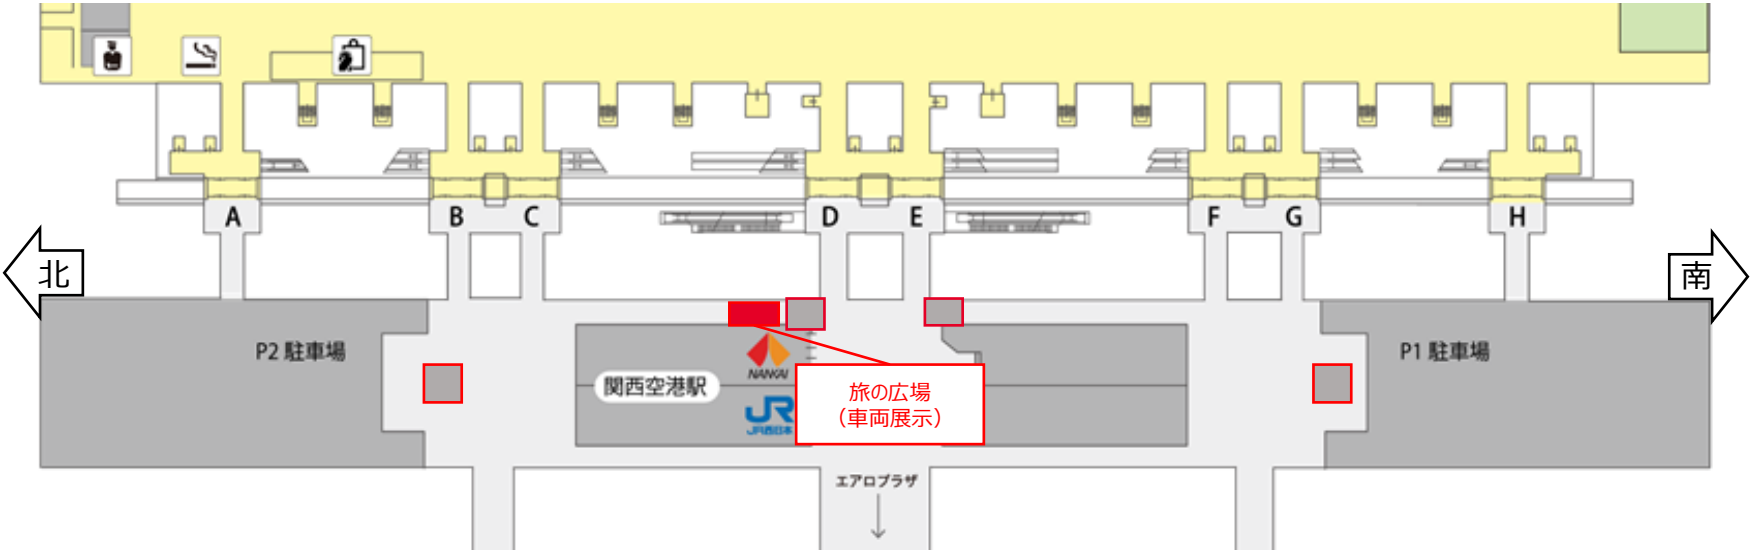 A
B
C
D
E
F
G
H
北
南
P2 駐車場
P1 駐車場
NANKAI
関西空港駅
JR
JR西日本
旅の広場
（車両展示）
エアロプラザ